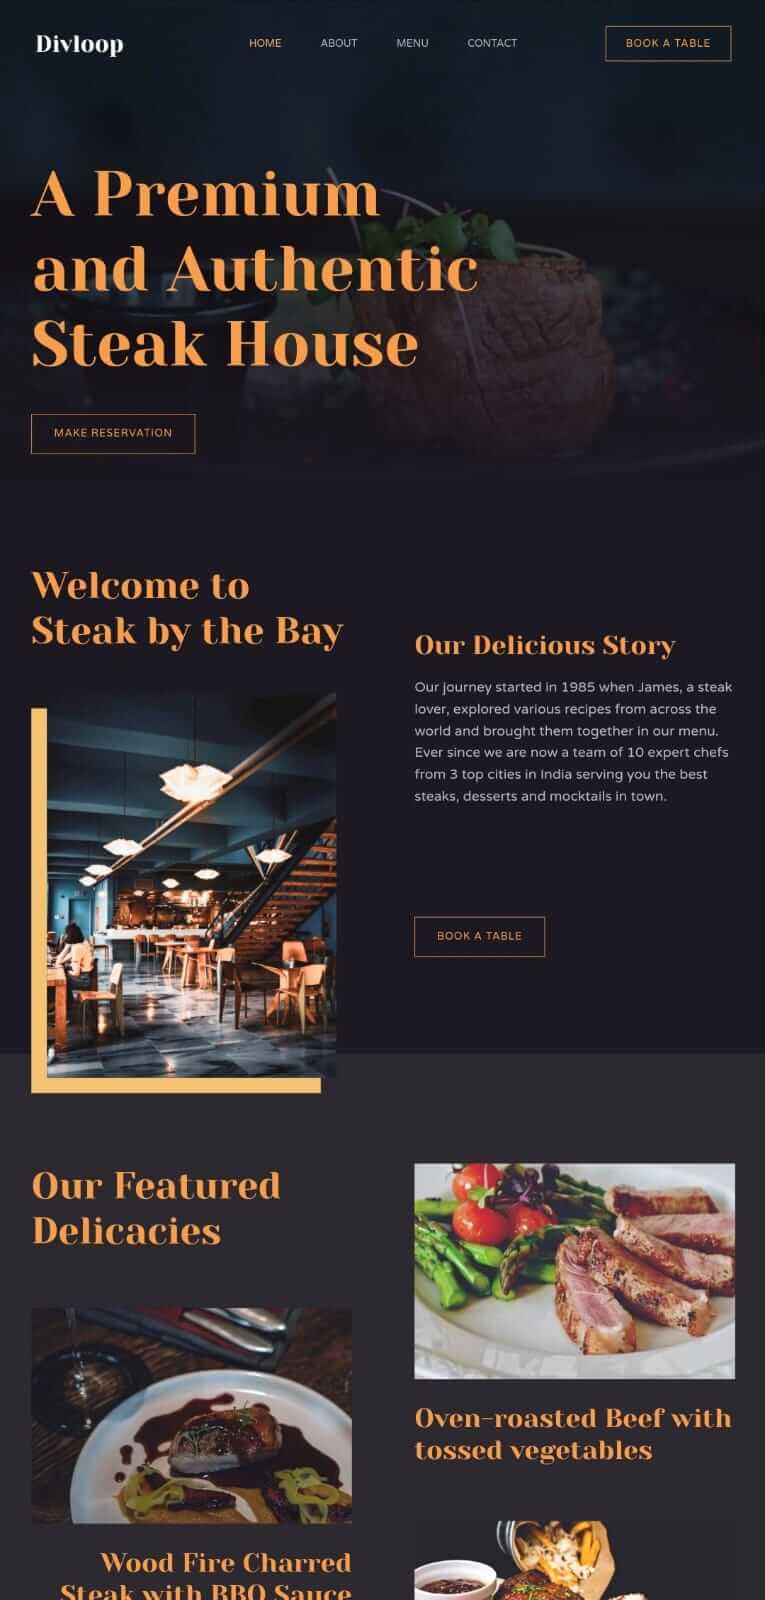 Divloop
HOME ABOUT MENU CONTACT
BOOK A TABLE
A Premium
and Authentic
Steak House
MAKE RESERVATION
Welcome to
Steak by the Bay
Our Delicious Story
Our journey started in 1985 when James, a steak
lover, explored various recipes from across the
world and brought them together in our menu.
Ever since we are now a team of 10 expert chefs
from 3 top cities in India serving you the best
steaks, desserts and mocktails in town.
BOOK A TABLE
Our Featured
Delicacies
Oven-roasted Beef with
tossed vegetables
Wood Fire Charred
Steak with BBQ Sauce